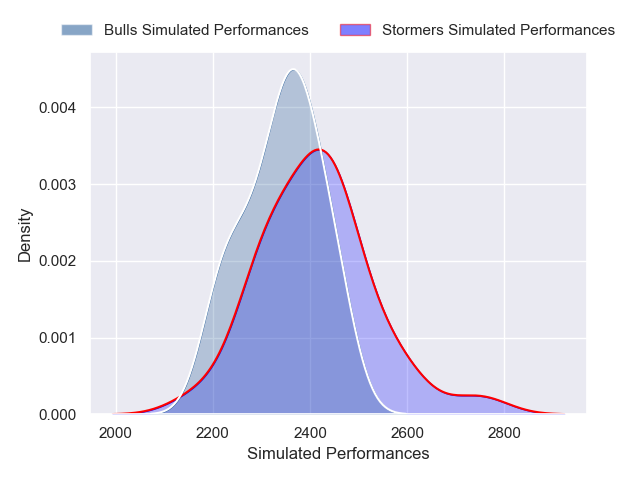 Bulls Simulated Performances Stormers Simulated Performances
0.004
0.003
0.002
0.001
0.000
Density
2000 2200 2400 2600 2800
Simulated Performances